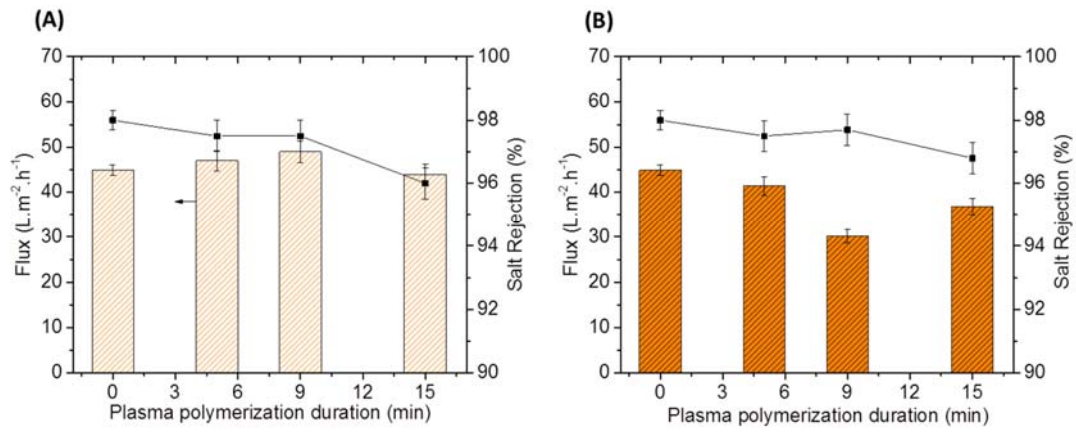 (A)
70
60
50
40
30
20
10
0
Flux (L.m⁻².h⁻¹)
100
98
96
94
92
90
Salt Rejection (%)
0 3 6 9 12 15
Plasma polymerization duration (min)
(B)
70
60
50
40
30
20
10
0
Flux (L.m⁻².h⁻¹)
100
98
96
94
92
90
Salt Rejection (%)
0 3 6 9 12 15
Plasma polymerization duration (min)